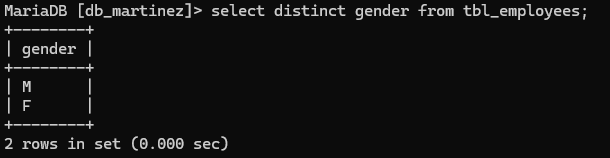 MariaDB [db_martinez]> select distinct gender from tbl_employees;
+--------+
| gender |
+--------+
| M      |
| F      |
+--------+
2 rows in set (0.000 sec)